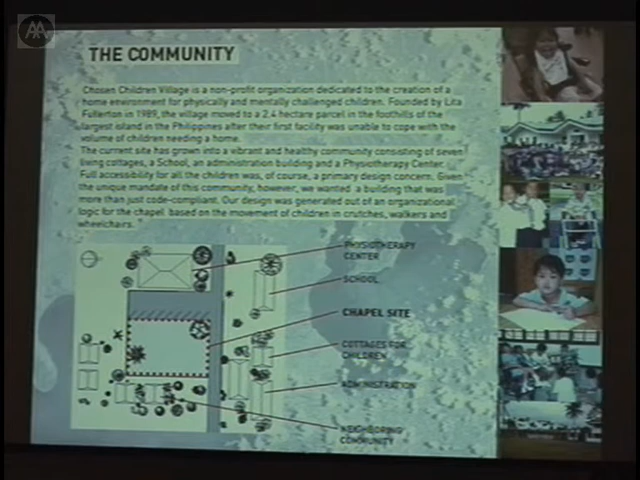 AA
THE COMMUNITY
Chosen Children Village is a non-profit organization dedicated to the creation of a
home environment for physically and mentally challenged children. Founded by Lita
Fullerton in 1989, the village moved to a 2.4 hectare parcel in the foothills of the
largest island in the Philippines after their first facility was unable to cope with the
volume of children needing a home.
The current site has grown into a vibrant and healthy community consisting of seven
living cottages, a School, an administration building and a Physiotherapy Center.
Full accessibility for all the children was, of course, a primary design concern. Given
the unique mandate of this community, however, we wanted a building that was
more than just code-compliant. Our design was generated out of an organizational
logic for the chapel based on the movement of children in crutches, walkers and
wheelchairs.
PHYSIOTHERAPY
CENTER
SCHOOL
CHAPEL SITE
COTTAGES FOR
CHILDREN
ADMINISTRATION
NEIGHBORING
COMMUNITY